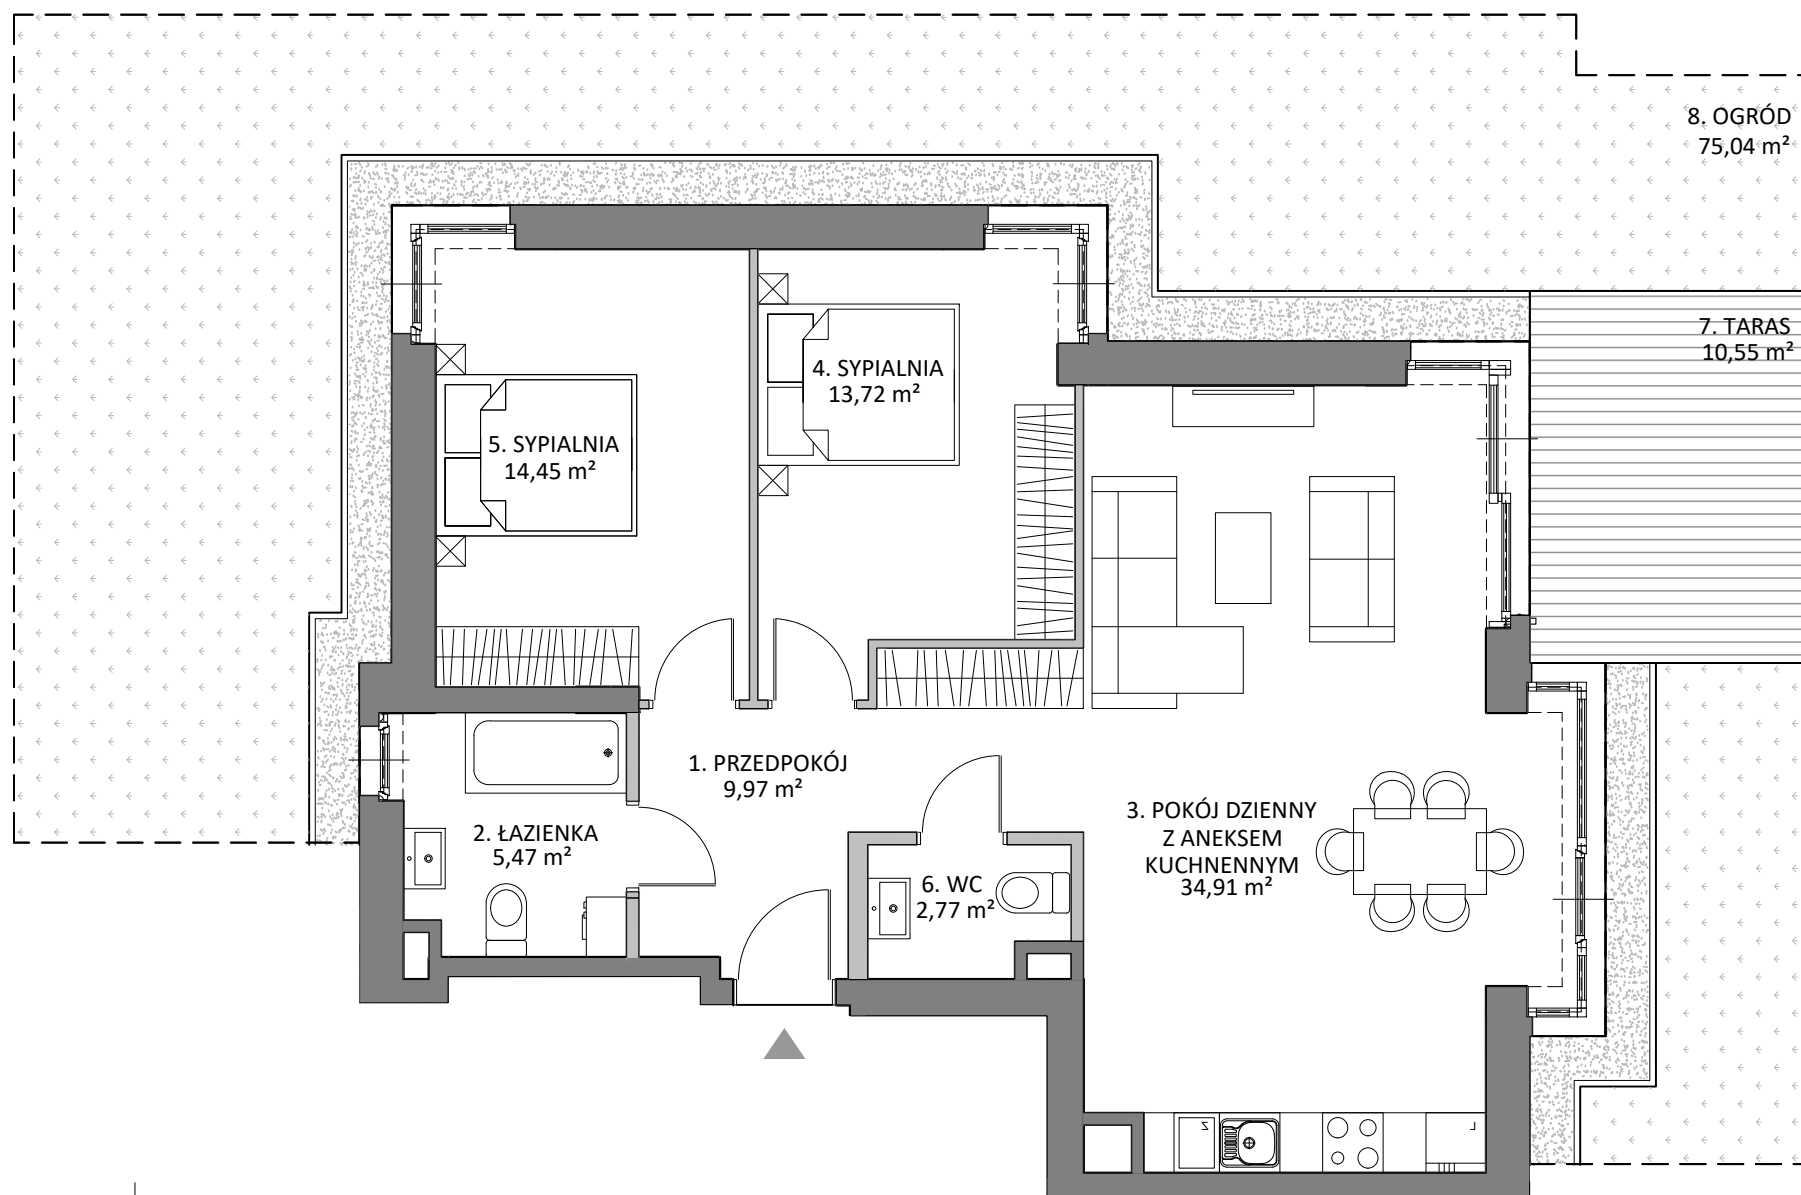 8. OGRÓD
75,04 m²
7. TARAS
10,55 m²
4. SYPIALNIA
13,72 m²
5. SYPIALNIA
14,45 m²
1. PRZEDPOKÓJ
9,97 m²
3. POKÓJ DZIENNY
Z ANEKSEM
KUCHNENNYM
34,91 m²
2. ŁAZIENKA
5,47 m²
6. WC
2,77 m²
Z
L